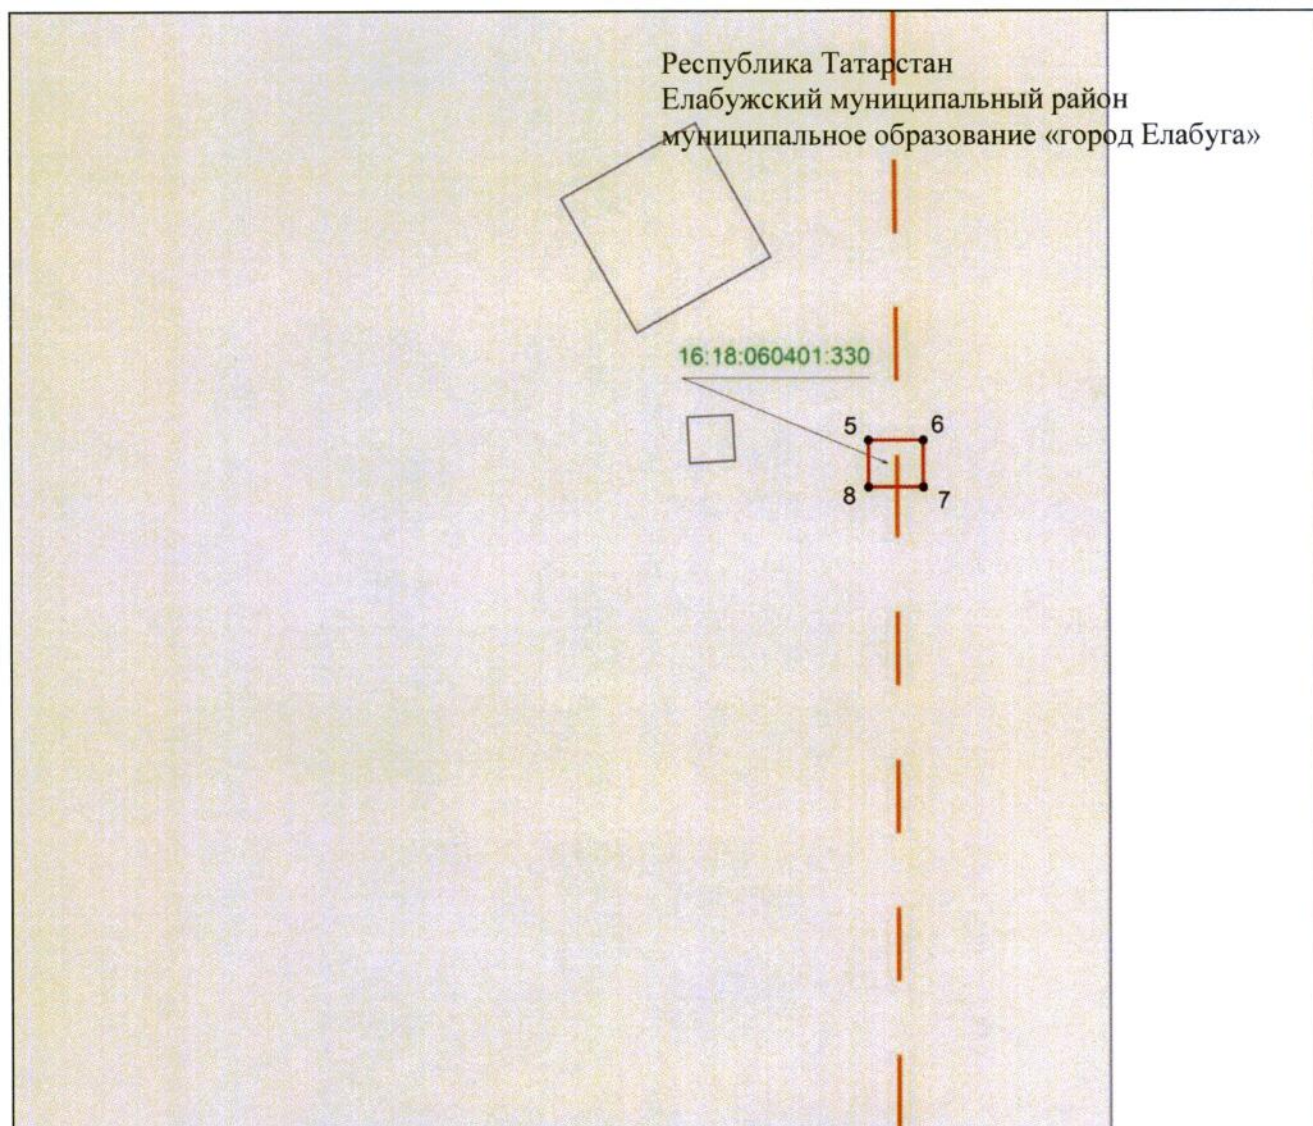 Республика Татарстан
Елабужский муниципальный район
муниципальное образование «город Елабуга»
16:18:060401:330
5 6
8 7